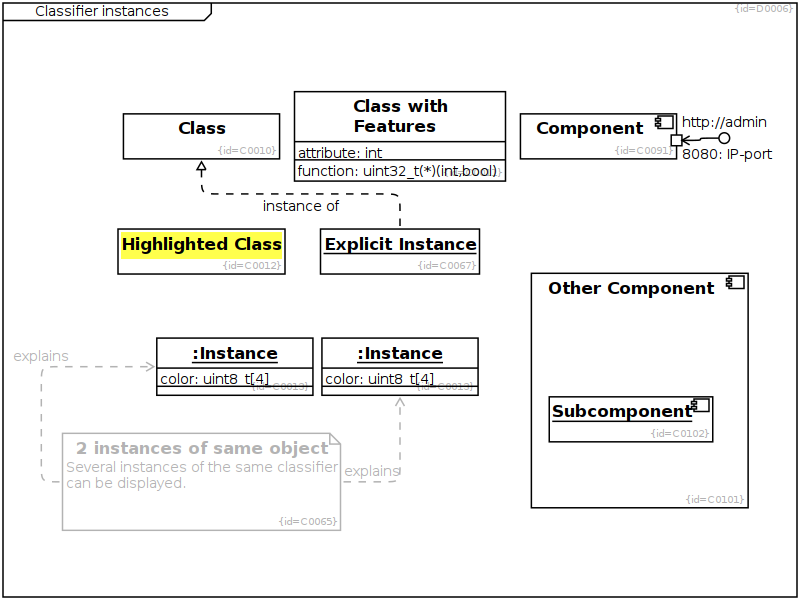 Classifier instances
{id=D0006}
Class
{id=C0010}
Class with
Features
attribute: int
function: uint32_t(*)(int,bool)
Component
{id=C0091}
http://admin
8080: IP-port
instance of
Highlighted Class
{id=C0012}
Explicit Instance
{id=C0067}
Other Component
Subcomponent
{id=C0102}
{id=C0101}
explains
:Instance
color: uint8_t[4]
{id=C0013}
:Instance
color: uint8_t[4]
{id=C0013}
2 instances of same object
Several instances of the same classifier
can be displayed.
{id=C0065}
explains